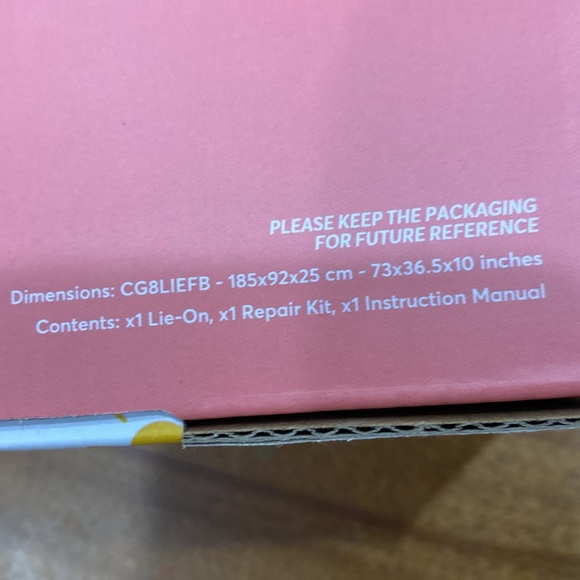 PLEASE KEEP THE PACKAGING
FOR FUTURE REFERENCE
Dimensions: CG8LIEFB - 185x92x25 cm - 73x36.5x10 inches
Contents: x1 Lie-On, x1 Repair Kit, x1 Instruction Manual